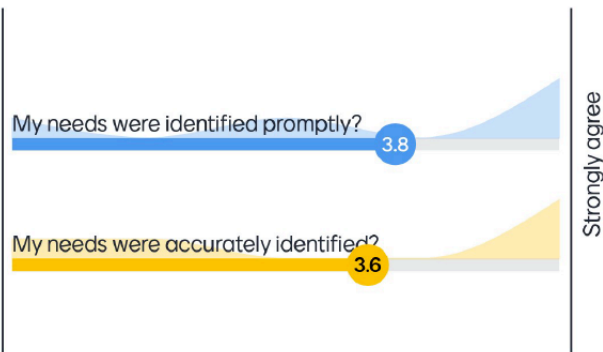 My needs were identified promptly?
3.8
My needs were accurately identified?
3.6
Strongly agree